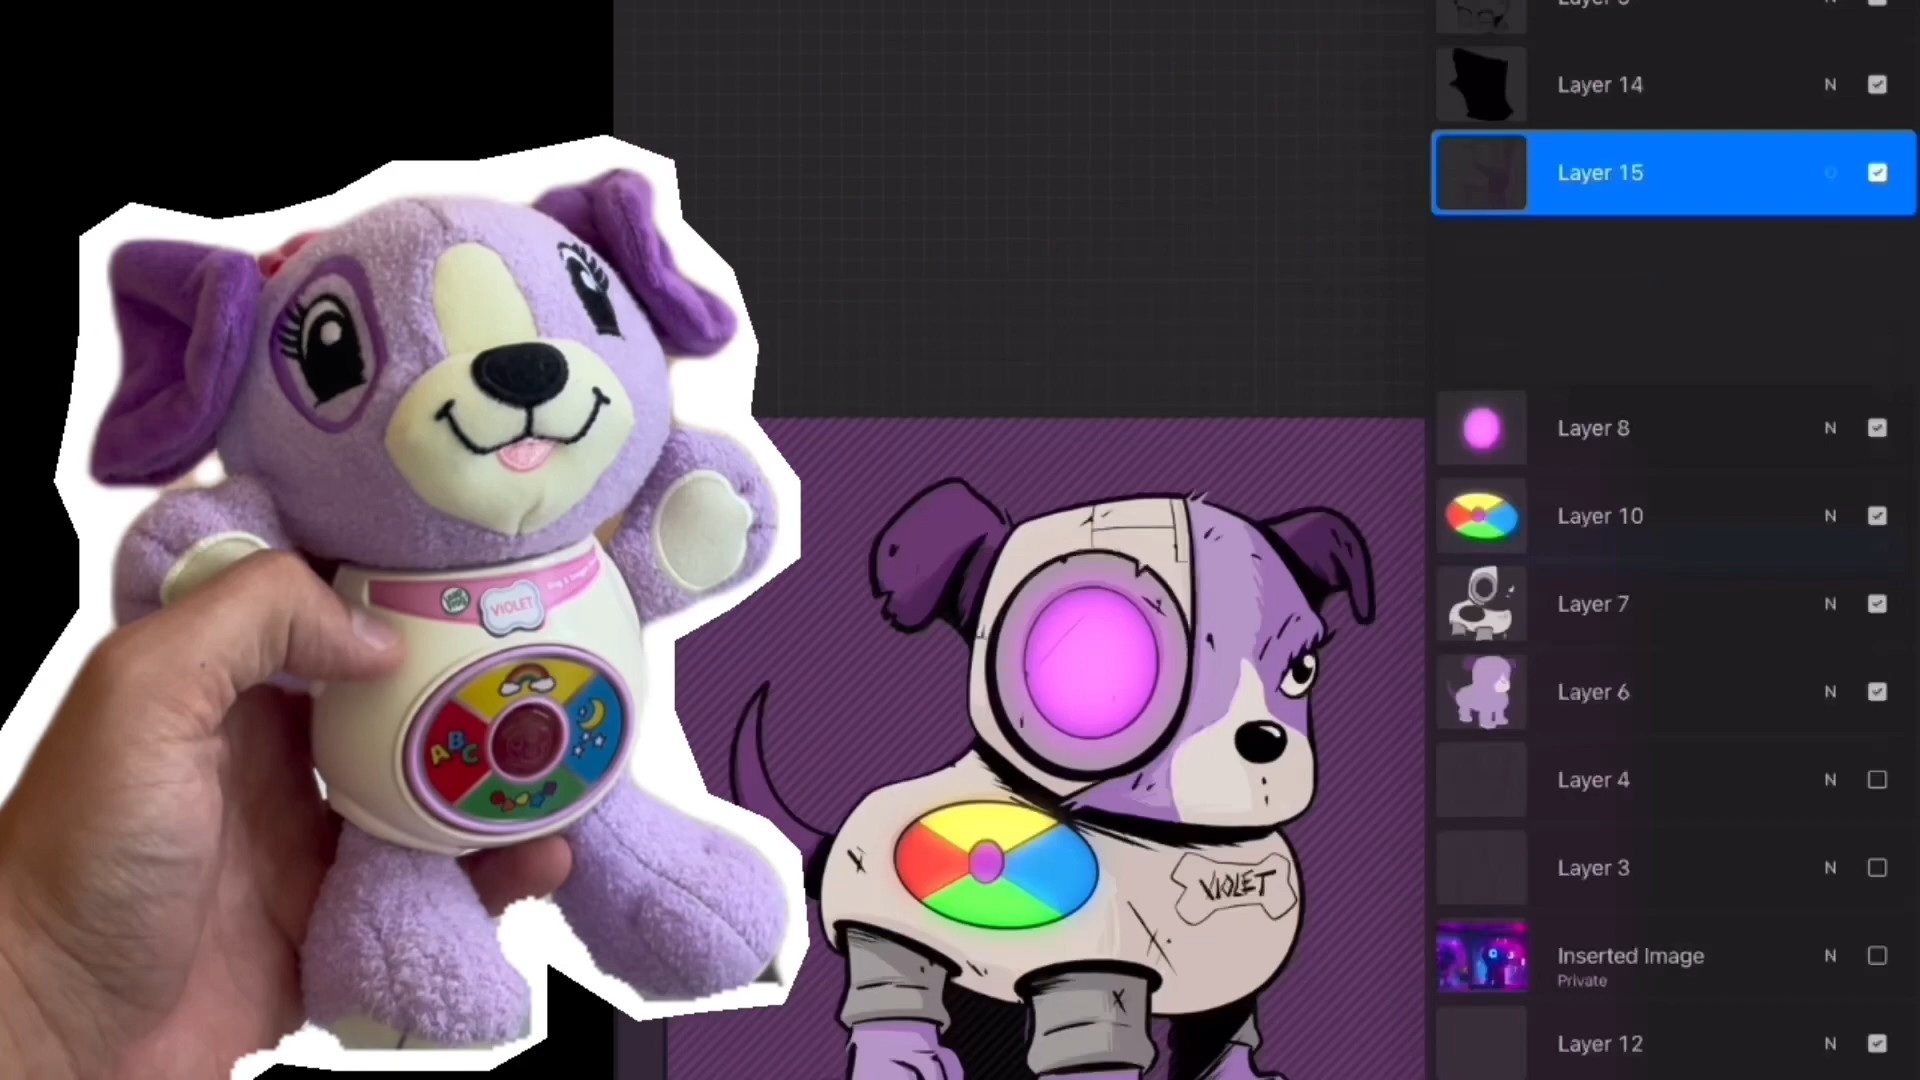 VIOLET
ABC
VIOLET
Layer 14 N
Layer 15
Layer 8 N
Layer 10 N
Layer 7 N
Layer 6 N
Layer 4 N
Layer 3 N
Inserted Image N
Private
Layer 12 N